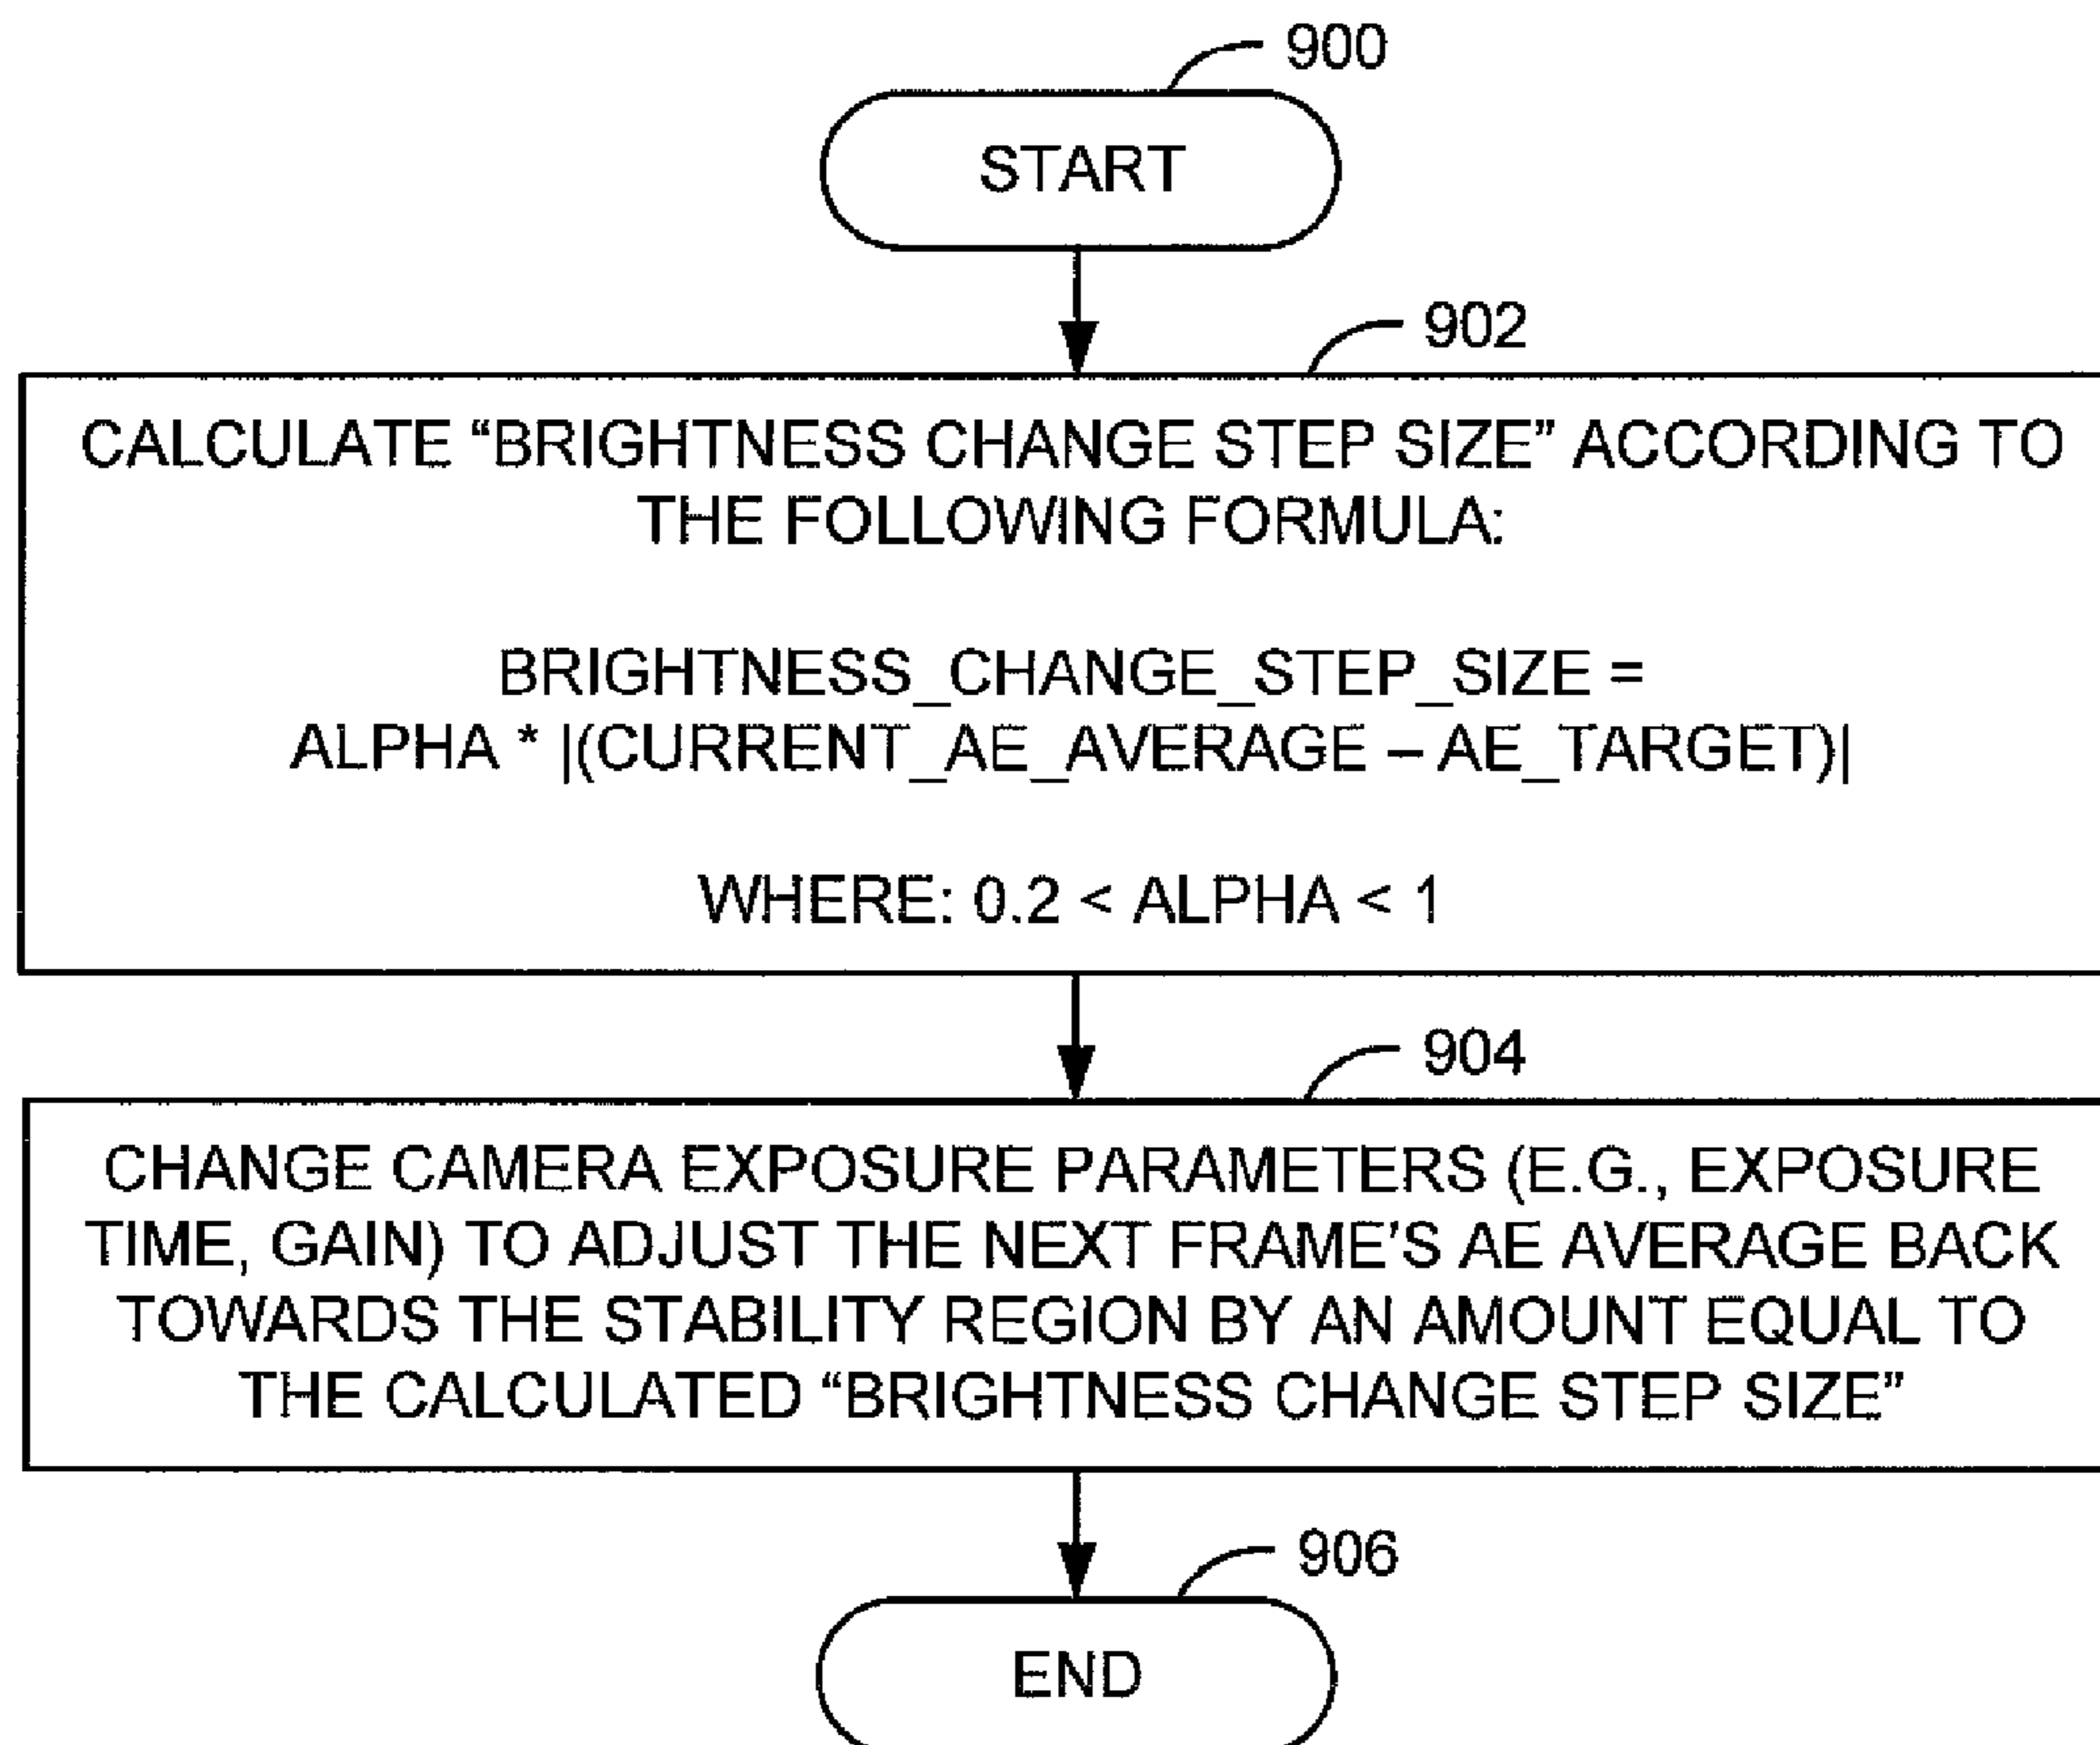 900
START
902
CALCULATE “BRIGHTNESS CHANGE STEP SIZE” ACCORDING TO
THE FOLLOWING FORMULA:
BRIGHTNESS_CHANGE_STEP_SIZE =
ALPHA * |(CURRENT_AE_AVERAGE – AE_TARGET)|
WHERE: 0.2 < ALPHA < 1
904
CHANGE CAMERA EXPOSURE PARAMETERS (E.G., EXPOSURE
TIME, GAIN) TO ADJUST THE NEXT FRAME’S AE AVERAGE BACK
TOWARDS THE STABILITY REGION BY AN AMOUNT EQUAL TO
THE CALCULATED “BRIGHTNESS CHANGE STEP SIZE”
906
END